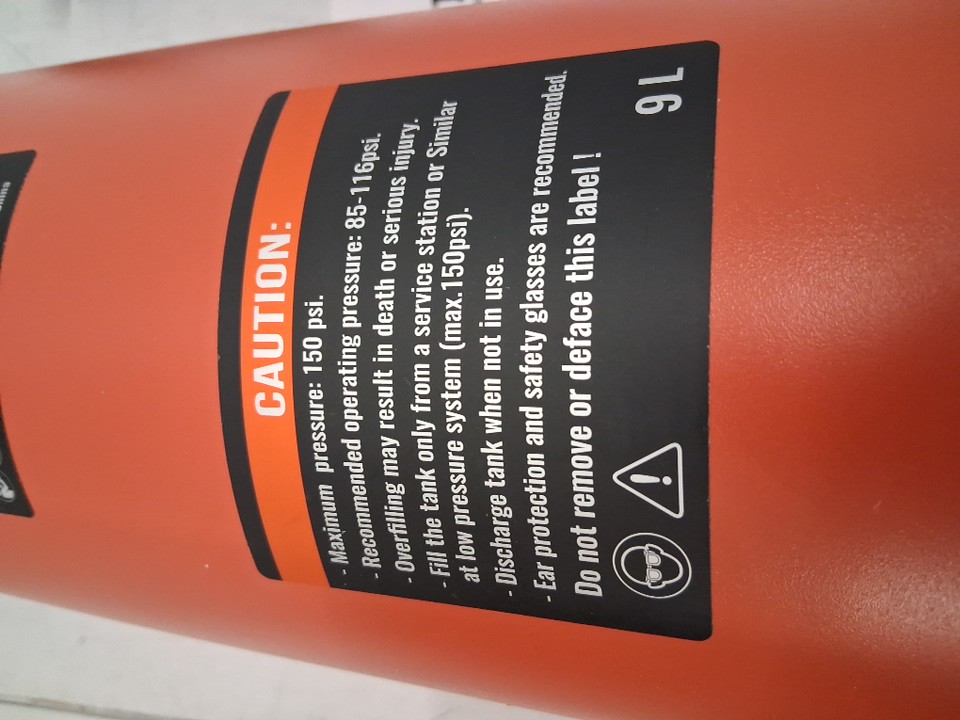 CAUTION:
- Maximum pressure: 150 psi.
- Recommended operating pressure: 85-116psi.
- Overfilling may result in death or serious injury.
- Fill the tank only from a service station or Similar
at low pressure system (max.150psi).
- Discharge tank when not in use.
- Ear protection and safety glasses are recommended.
Do not remove or deface this label !
9 L